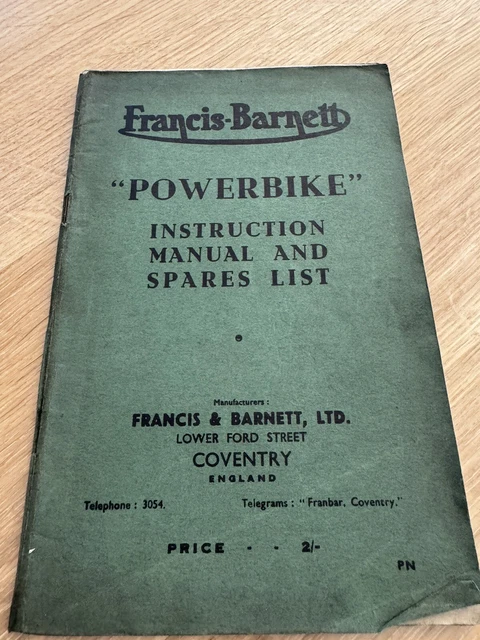 Francis-Barnett
"POWERBIKE"
INSTRUCTION
MANUAL AND
SPARES LIST
Manufacturers :
FRANCIS & BARNETT, LTD.
LOWER FORD STREET
COVENTRY
ENGLAND
Telephone : 3054. Telegrams : "Franbar, Coventry."
PRICE - - 2/-
PN